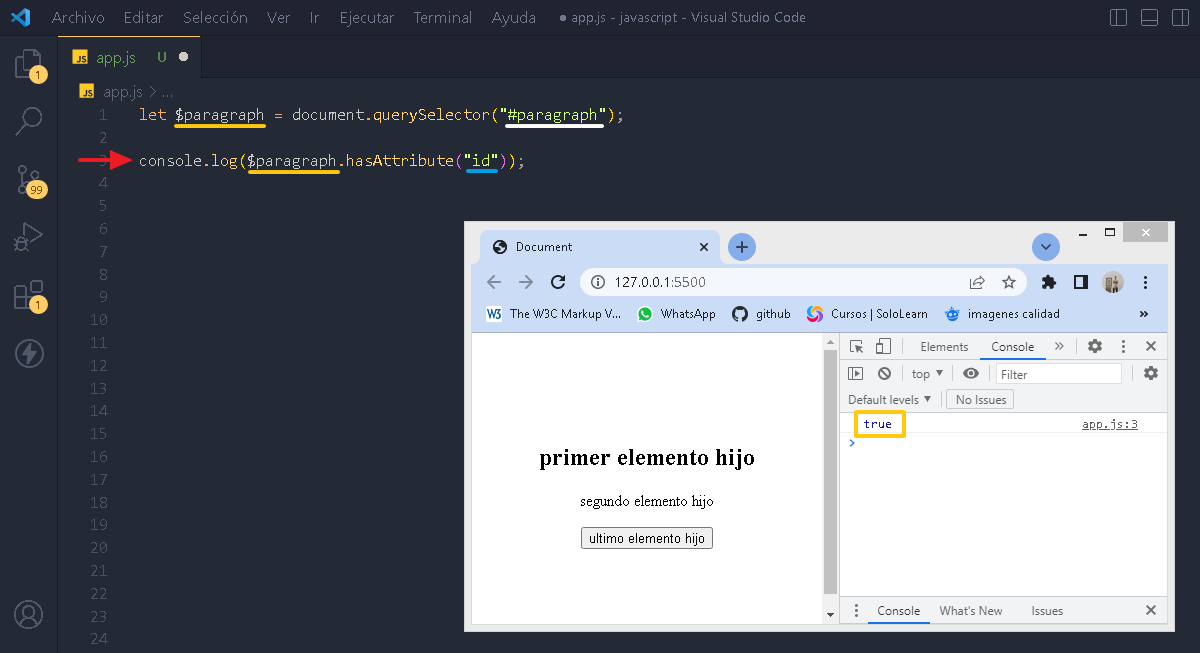 Archivo Editar Selección Ver Ir Ejecutar Terminal Ayuda ● app.js - javascript - Visual Studio Code
JS app.js U ●
JS app.js > ...
1 let $paragraph = document.querySelector("#paragraph");
2
3 console.log($paragraph.hasAttribute("id"));
4
5
6
7
8
9
10
11
12
13
14
15
16
17
18
19
20
21
22
23
24
1
99
1
Document
127.0.0.1:5500
W3 The W3C Markup V... WhatsApp github Cursos | SoloLearn imagenes calidad »
primer elemento hijo
segundo elemento hijo
ultimo elemento hijo
Elements Console »
top ▼ Filter
Default levels ▼ No Issues
true app.js:3
>
Console What's New Issues